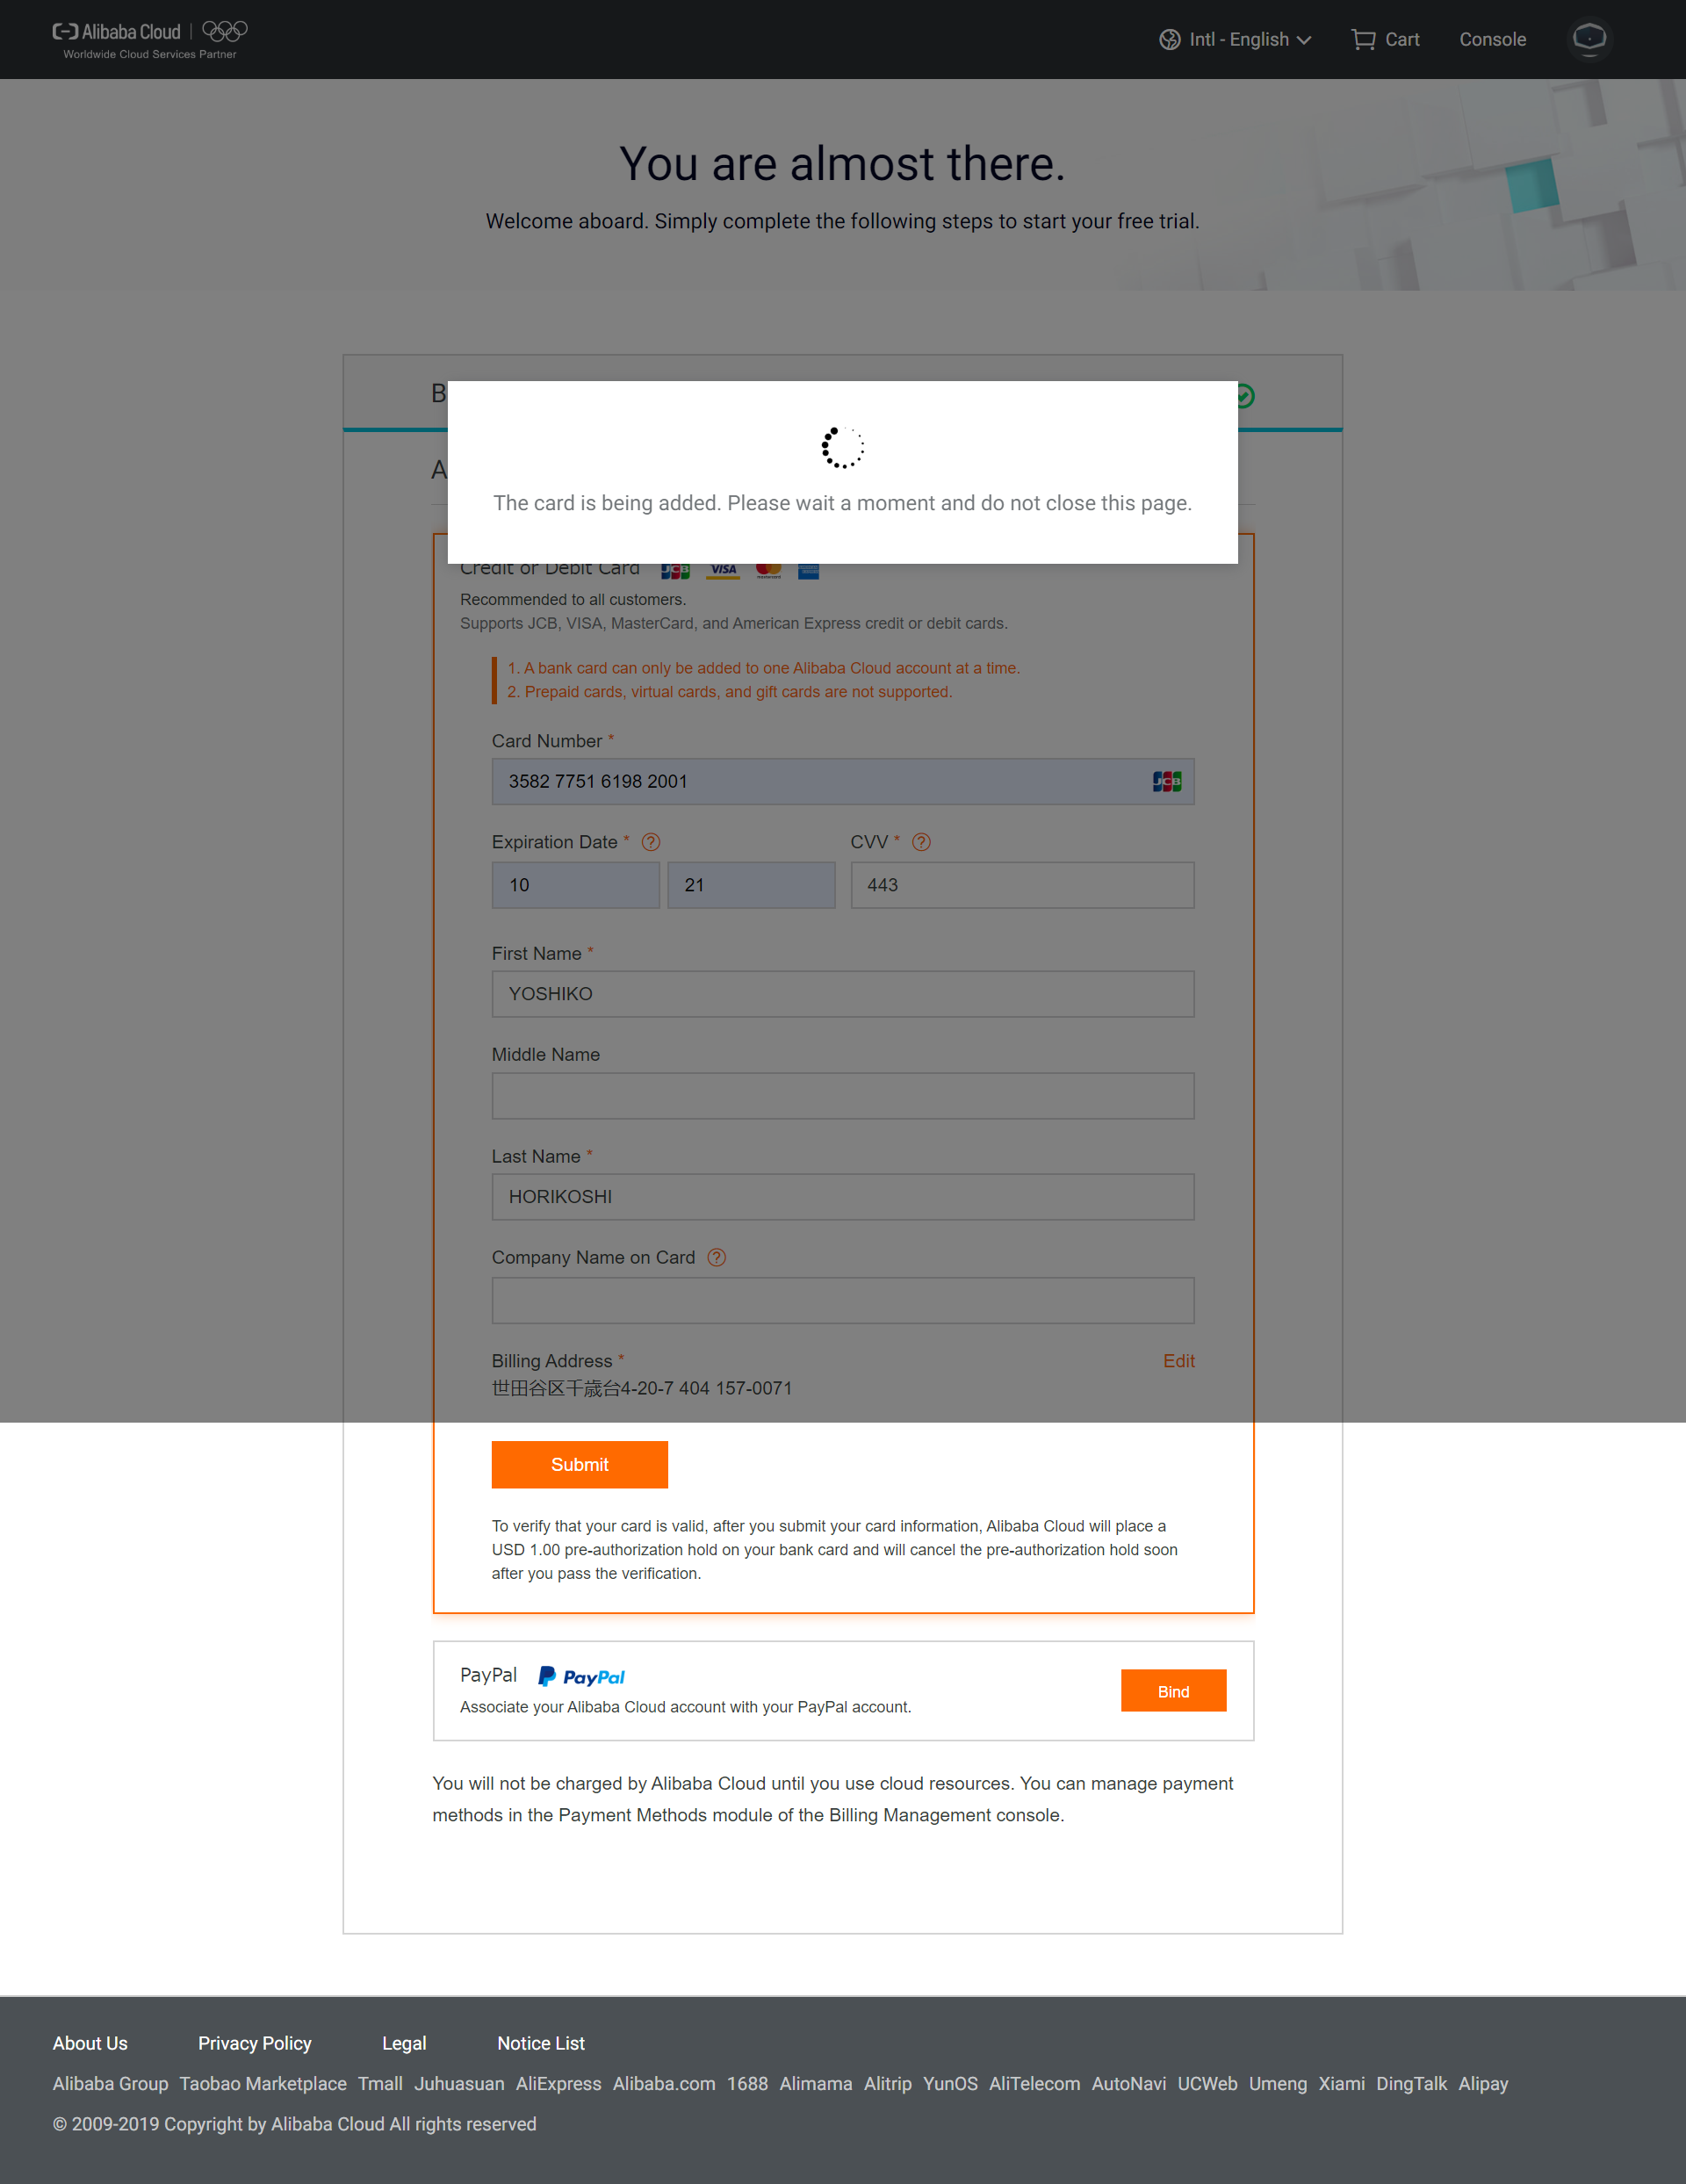 Alibaba Cloud
Worldwide Cloud Services Partner
Intl - English
Cart
Console
You are almost there.
Welcome aboard. Simply complete the following steps to start your free trial.
The card is being added. Please wait a moment and do not close this page.
Credit or Debit Card JCB VISA mastercard
Recommended to all customers.
Supports JCB, VISA, MasterCard, and American Express credit or debit cards.
1. A bank card can only be added to one Alibaba Cloud account at a time.
2. Prepaid cards, virtual cards, and gift cards are not supported.
Card Number *
3582 7751 6198 2001 JCB
Expiration Date * ? CVV * ?
10 21 443
First Name *
YOSHIKO
Middle Name
Last Name *
HORIKOSHI
Company Name on Card ?
Billing Address * Edit
世田谷区千歳台4-20-7 404 157-0071
Submit
To verify that your card is valid, after you submit your card information, Alibaba Cloud will place a
USD 1.00 pre-authorization hold on your bank card and will cancel the pre-authorization hold soon
after you pass the verification.
PayPal PayPal
Associate your Alibaba Cloud account with your PayPal account.
Bind
You will not be charged by Alibaba Cloud until you use cloud resources. You can manage payment
methods in the Payment Methods module of the Billing Management console.
About Us Privacy Policy Legal Notice List
Alibaba Group Taobao Marketplace Tmall Juhuasuan AliExpress Alibaba.com 1688 Alimama Alitrip YunOS AliTelecom AutoNavi UCWeb Umeng Xiami DingTalk Alipay
© 2009-2019 Copyright by Alibaba Cloud All rights reserved